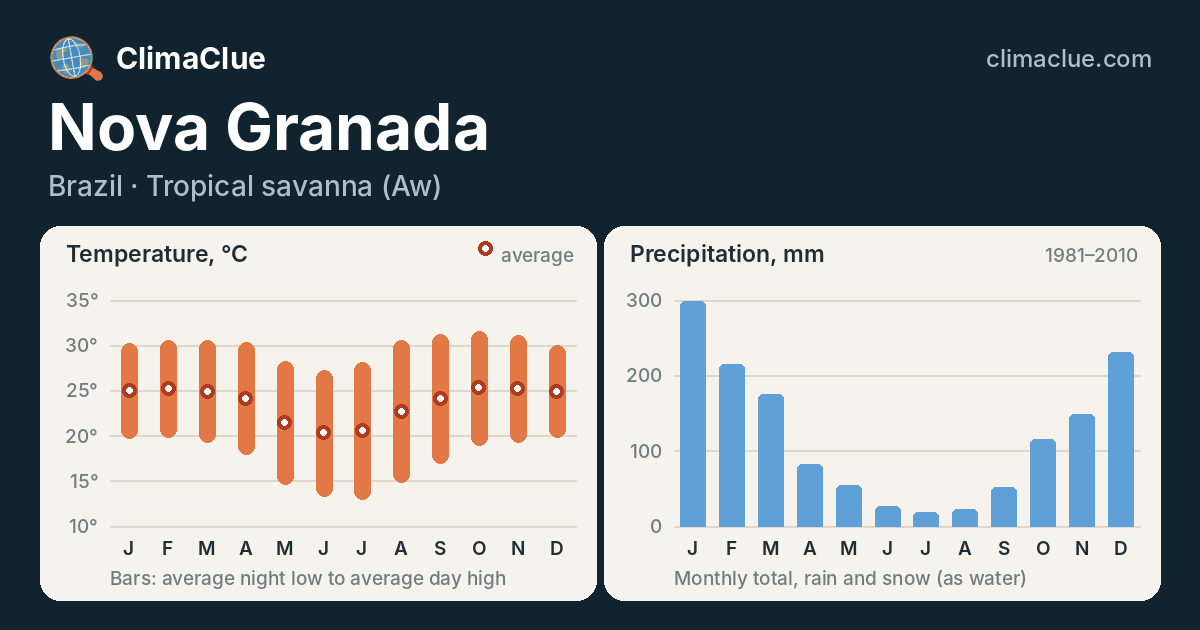 ClimaClue
climaclue.com
Nova Granada
Brazil · Tropical savanna (Aw)
Temperature, °C
average
35°
30°
25°
20°
15°
10°
J F M A M J J A S O N D
Bars: average night low to average day high
Precipitation, mm
1981–2010
300
200
100
0
J F M A M J J A S O N D
Monthly total, rain and snow (as water)